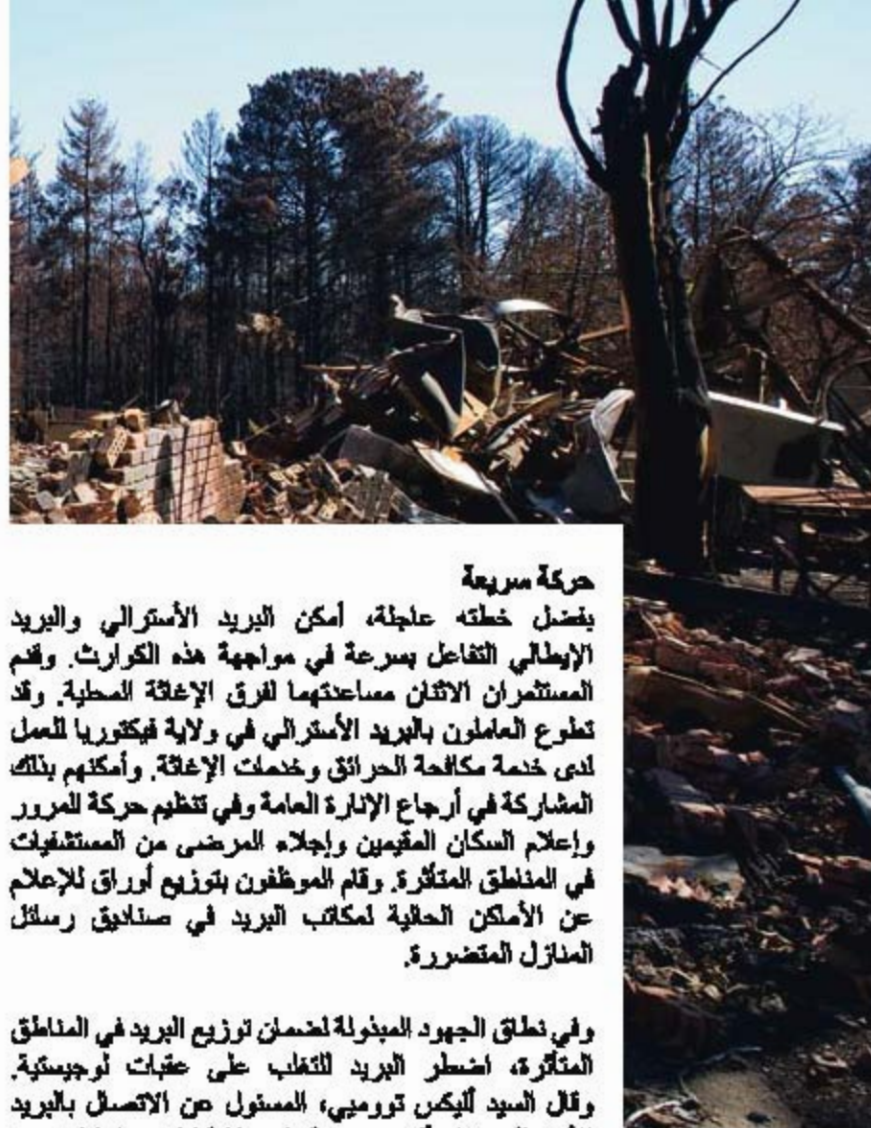 حركة سريعة
بفضل خطته عاجلة، أمكن البريد الأسترالي والبريد
الإيطالي التفاعل بسرعة في مواجهة هذه الكوارث. وقدم
المستثمران الاثنان مساعدتهما لفرق الإغاثة المحلية. وقد
تطوع العاملون بالبريد الأسترالي في ولاية فيكتوريا للعمل
لدى خدمة مكافحة الحرائق وخدمات الإغاثة. وأمكنهم بذلك
المشاركة في أرجاع الإنارة العامة وفي تنظيم حركة المرور
وإعلام السكان المقيمين وإجلاء المرضى من المستشفيات
في المناطق المتأثرة. وقام الموظفون بتوزيع أوراق للإعلام
عن الأماكن الحالية لمكاتب البريد في صناديق رسائل
المنازل المتضررة.
وفي نطاق الجهود المبذولة لضمان توزيع البريد في المناطق
المتأثرة، اضطر البريد للتغلب على عقبات لوجيستية.
وقال السيد أليكس توومبي، المسئول عن الاتصال بالبريد